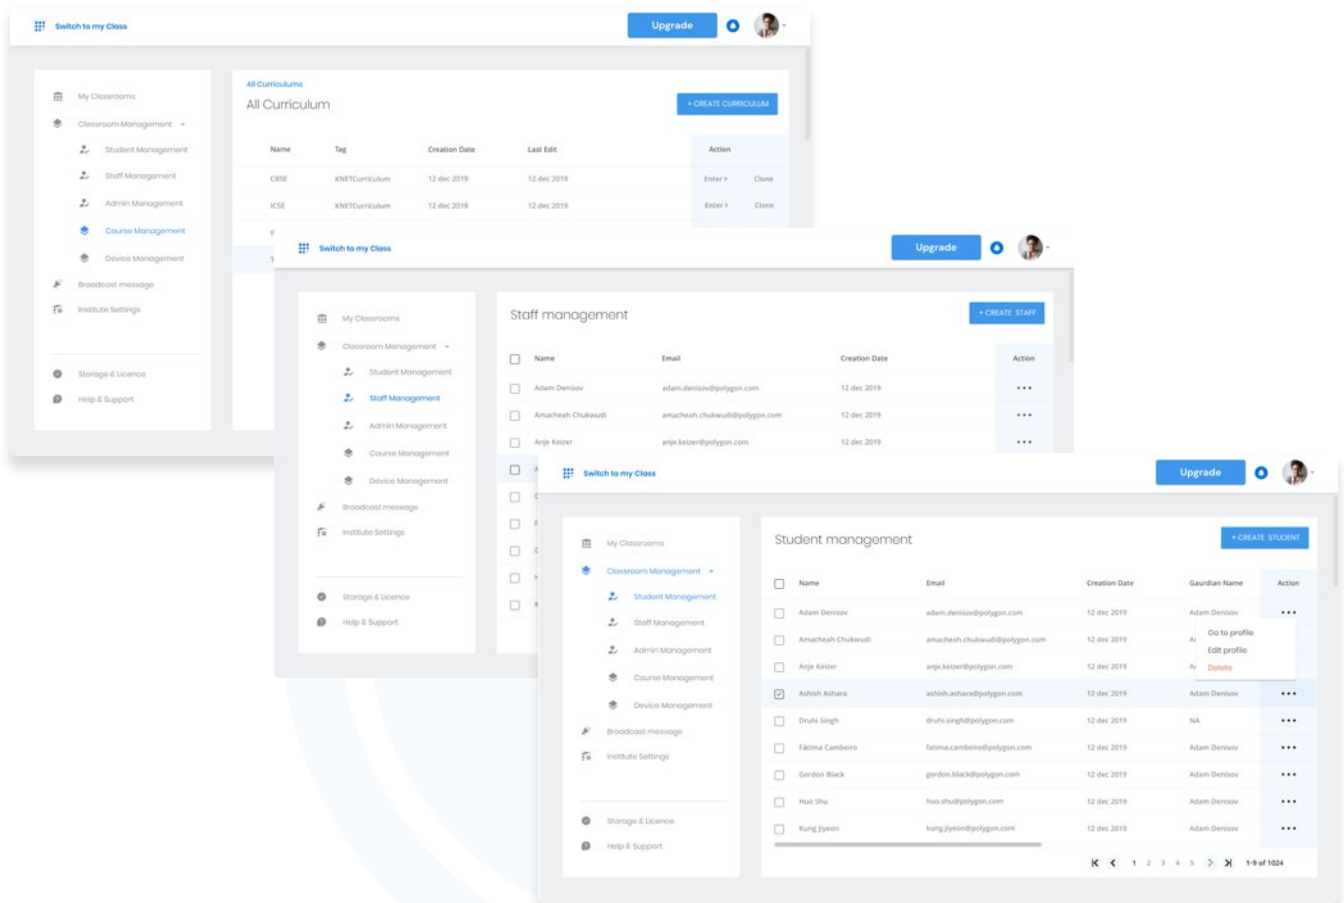 Switch to my Class
Upgrade
My Classrooms
Classroom Management
Student Management
Staff Management
Admin Management
Course Management
Device Management
Broadcast message
Institute Settings
Storage & Licence
Help & Support
All Curriculums
All Curriculum
+ CREATE CURRICULUM
Name Tag Creation Date Last Edit Action
CBSE KNETCurriculum 12 dec 2019 12 dec 2019 Enter > Clone
ICSE KNETCurriculum 12 dec 2019 12 dec 2019 Enter > Clone
Switch to my Class
Upgrade
My Classrooms
Classroom Management
Student Management
Staff Management
Admin Management
Course Management
Device Management
Broadcast message
Institute Settings
Storage & Licence
Help & Support
Staff management
+ CREATE STAFF
Name Email Creation Date Action
Adam Denisov adam.denisov@polygon.com 12 dec 2019
Amacheah Chukwudi amacheah.chukwudi@polygon.com 12 dec 2019
Anje Keizer anje.keizer@polygon.com 12 dec 2019
Switch to my Class
Upgrade
My Classrooms
Classroom Management
Student Management
Staff Management
Admin Management
Course Management
Device Management
Broadcast message
Institute Settings
Storage & Licence
Help & Support
Student management
+ CREATE STUDENT
Name Email Creation Date Gaurdian Name Action
Adam Denisov adam.denisov@polygon.com 12 dec 2019 Adam Denisov
Amacheah Chukwudi amacheah.chukwudi@polygon.com 12 dec 2019
Anje Keizer anje.keizer@polygon.com 12 dec 2019
Go to profile
Edit profile
Delete
Ashish Ashara ashish.ashara@polygon.com 12 dec 2019 Adam Denisov
Druhi Singh druhi.singh@polygon.com 12 dec 2019 NA
Fátima Cambeiro fatima.cambeiro@polygon.com 12 dec 2019 Adam Denisov
Gordon Black gordon.black@polygon.com 12 dec 2019 Adam Denisov
Huo Shu huo.shu@polygon.com 12 dec 2019 Adam Denisov
Kung Jiyeon kung.jiyeon@polygon.com 12 dec 2019 Adam Denisov
1 2 3 4 5 1-9 of 1024